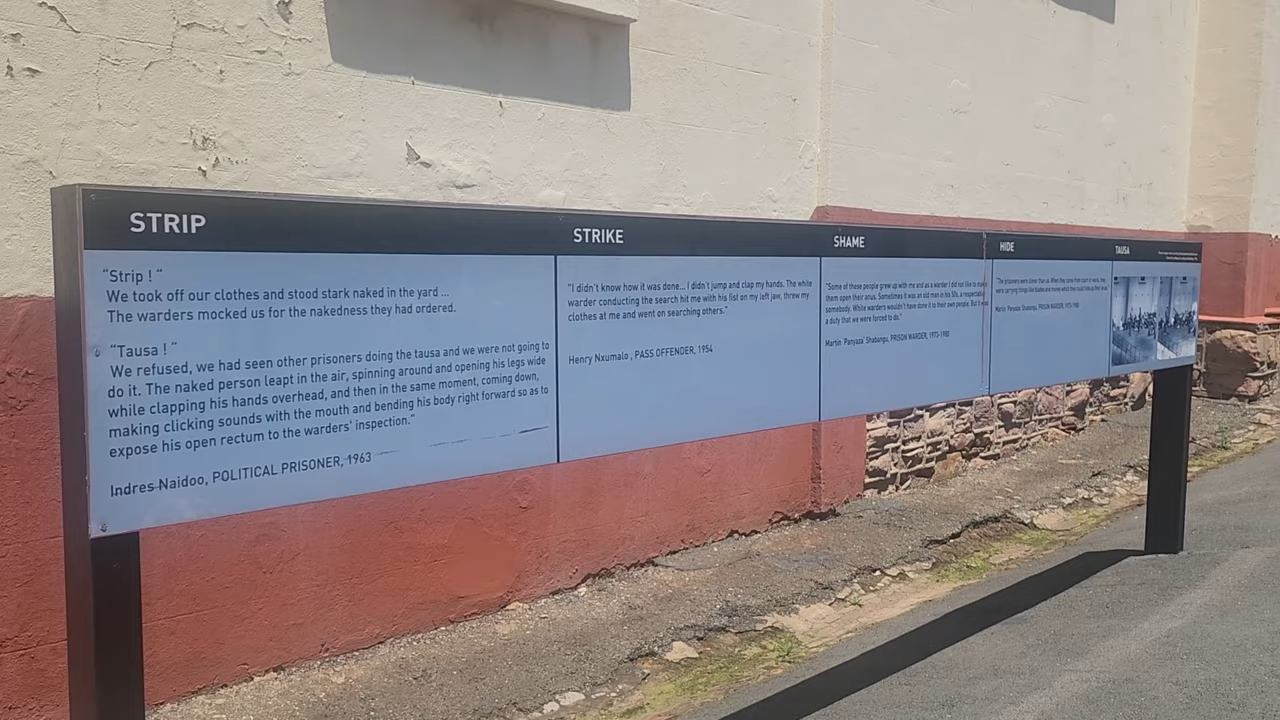 STRIP
"Strip ! "
We took off our clothes and stood stark naked in the yard ...
The warders mocked us for the nakedness they had ordered.
"Tausa ! "
We refused, we had seen other prisoners doing the tausa and we were not going to
do it. The naked person leapt in the air, spinning around and opening his legs wide
while clapping his hands overhead, and then in the same moment, coming down,
making clicking sounds with the mouth and bending his body right forward so as to
expose his open rectum to the warders' inspection."
Indres Naidoo, POLITICAL PRISONER, 1963
STRIKE
"I didn't know how it was done... I didn't jump and clap my hands. The white
warder conducting the search hit me with his fist on my left jaw, threw my
clothes at me and went on searching others."
Henry Nxumalo , PASS OFFENDER, 1954
SHAME
"Some of these people grew up with me and as a warder I did not like to make
them open their anus. Sometimes it was an old man in his 50s, a respectable
somebody. White warders wouldn't have done it to their own people. But it was
a duty that we were forced to do."
Martin 'Panyaza' Shabangu, PRISON WARDER, 1973-1980
HIDE
"The prisoners were clever than us. When they came from court or work, they
were carrying things like blades and money which they could hide up their anus.
Martin 'Panyaza' Shabangu, PRISON WARDER, 1973-1980
TAUSA